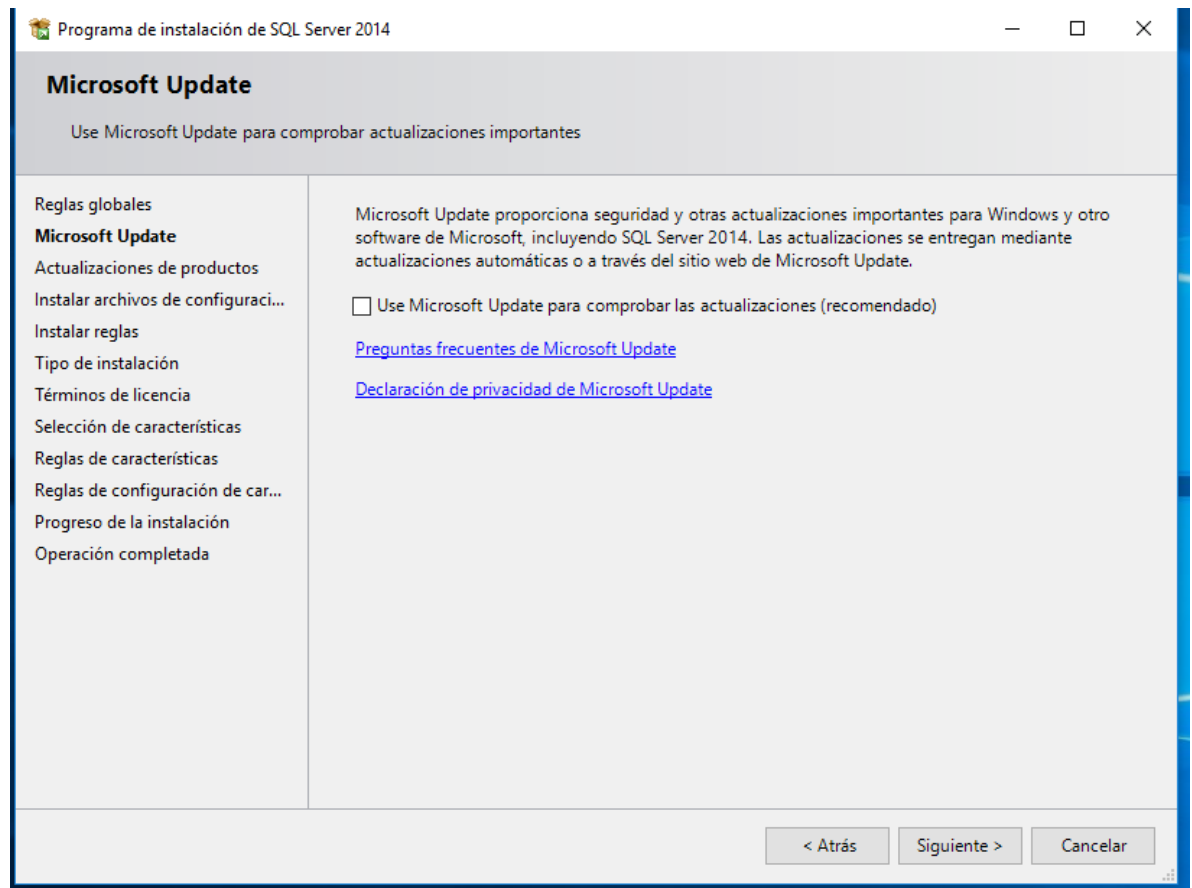 Programa de instalación de SQL Server 2014
Microsoft Update
Use Microsoft Update para comprobar actualizaciones importantes
Reglas globales
Microsoft Update
Actualizaciones de productos
Instalar archivos de configuraci...
Instalar reglas
Tipo de instalación
Términos de licencia
Selección de características
Reglas de características
Reglas de configuración de car...
Progreso de la instalación
Operación completada
Microsoft Update proporciona seguridad y otras actualizaciones importantes para Windows y otro
software de Microsoft, incluyendo SQL Server 2014. Las actualizaciones se entregan mediante
actualizaciones automáticas o a través del sitio web de Microsoft Update.
Use Microsoft Update para comprobar las actualizaciones (recomendado)
Preguntas frecuentes de Microsoft Update
Declaración de privacidad de Microsoft Update
< Atrás
Siguiente >
Cancelar